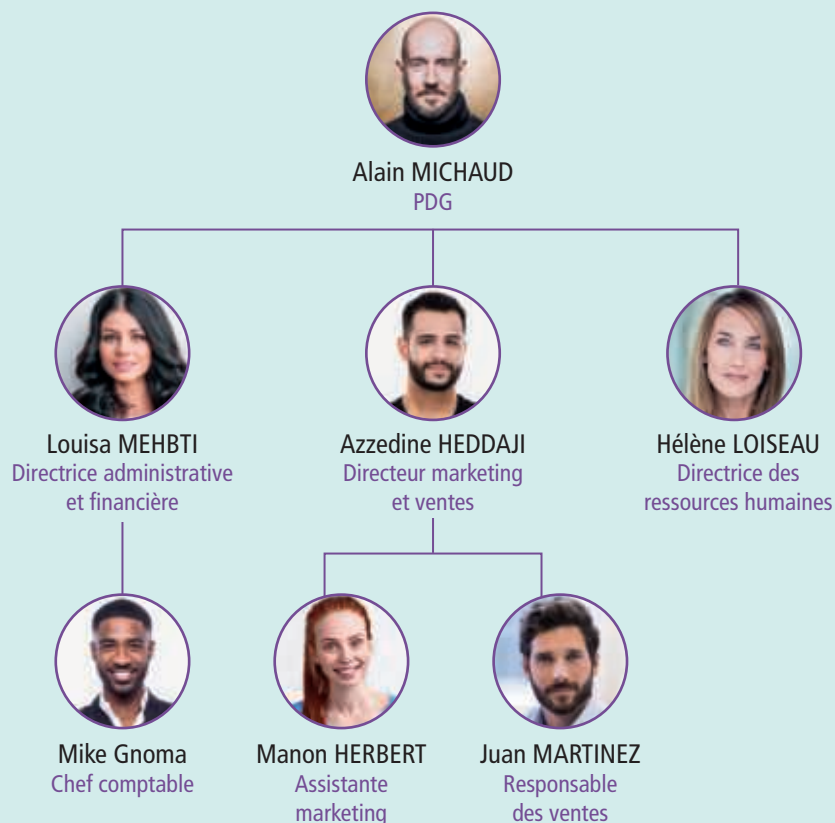 Alain MICHAUD
PDG
Louisa MEHBTI
Directrice administrative
et financière
Azzedine HEDDAJI
Directeur marketing
et ventes
Hélène LOISEAU
Directrice des
ressources humaines
Mike Gnoma
Chef comptable
Manon HERBERT
Assistante
marketing
Juan MARTINEZ
Responsable
des ventes